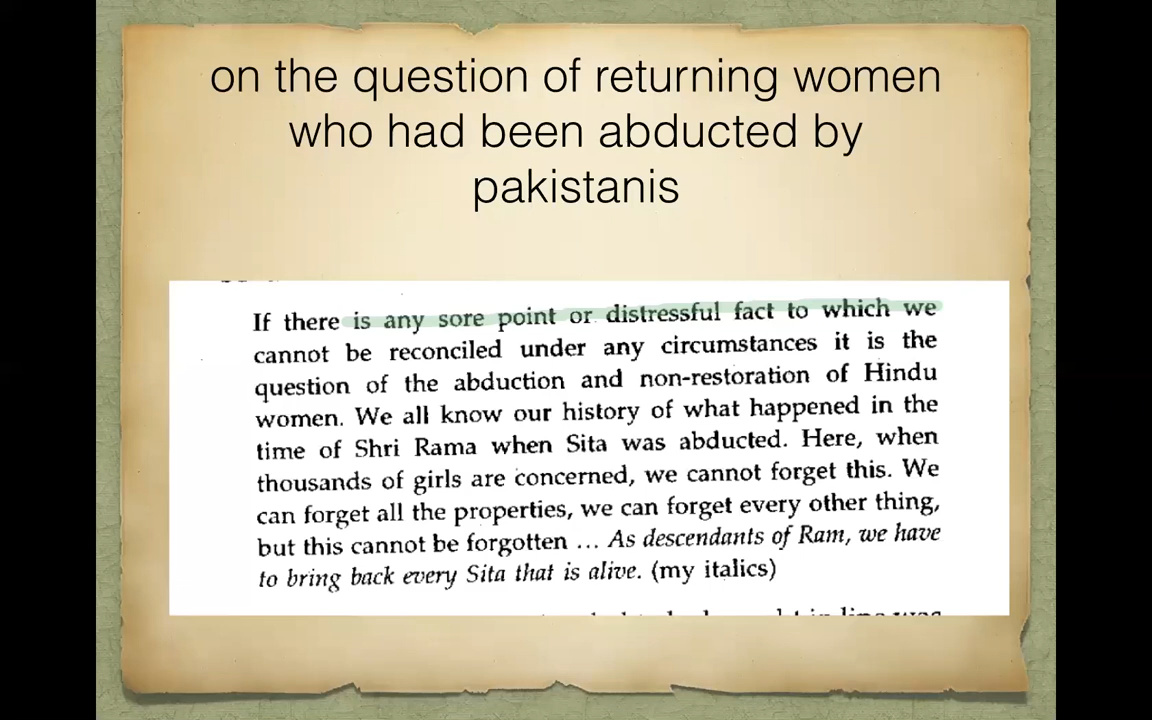 on the question of returning women
who had been abducted by
pakistanis
If there is any sore point or distressful fact to which we
cannot be reconciled under any circumstances it is the
question of the abduction and non-restoration of Hindu
women. We all know our history of what happened in the
time of Shri Rama when Sita was abducted. Here, when
thousands of girls are concerned, we cannot forget this. We
can forget all the properties, we can forget every other thing,
but this cannot be forgotten ... As descendants of Ram, we have
to bring back every Sita that is alive. (my italics)